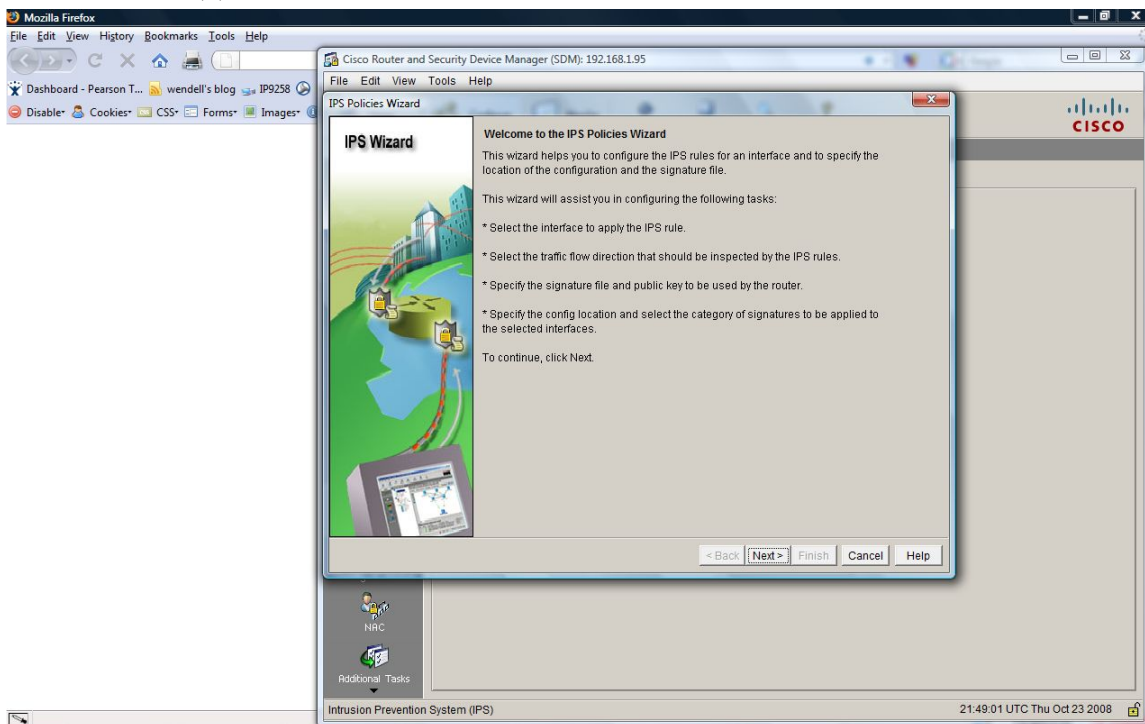 Mozilla Firefox
File Edit View History Bookmarks Tools Help
Dashboard - Pearson T... wendell's blog IP9258
Disable Cookies CSS Forms Images
Cisco Router and Security Device Manager (SDM): 192.168.1.95
File Edit View Tools Help
CISCO
IPS Policies Wizard
IPS Wizard
Welcome to the IPS Policies Wizard
This wizard helps you to configure the IPS rules for an interface and to specify the
location of the configuration and the signature file.
This wizard will assist you in configuring the following tasks:
* Select the interface to apply the IPS rule.
* Select the traffic flow direction that should be inspected by the IPS rules.
* Specify the signature file and public key to be used by the router.
* Specify the config location and select the category of signatures to be applied to
the selected interfaces.
To continue, click Next.
< Back Next > Finish Cancel Help
NAC
Additional Tasks
Intrusion Prevention System (IPS) 21:49:01 UTC Thu Oct 23 2008